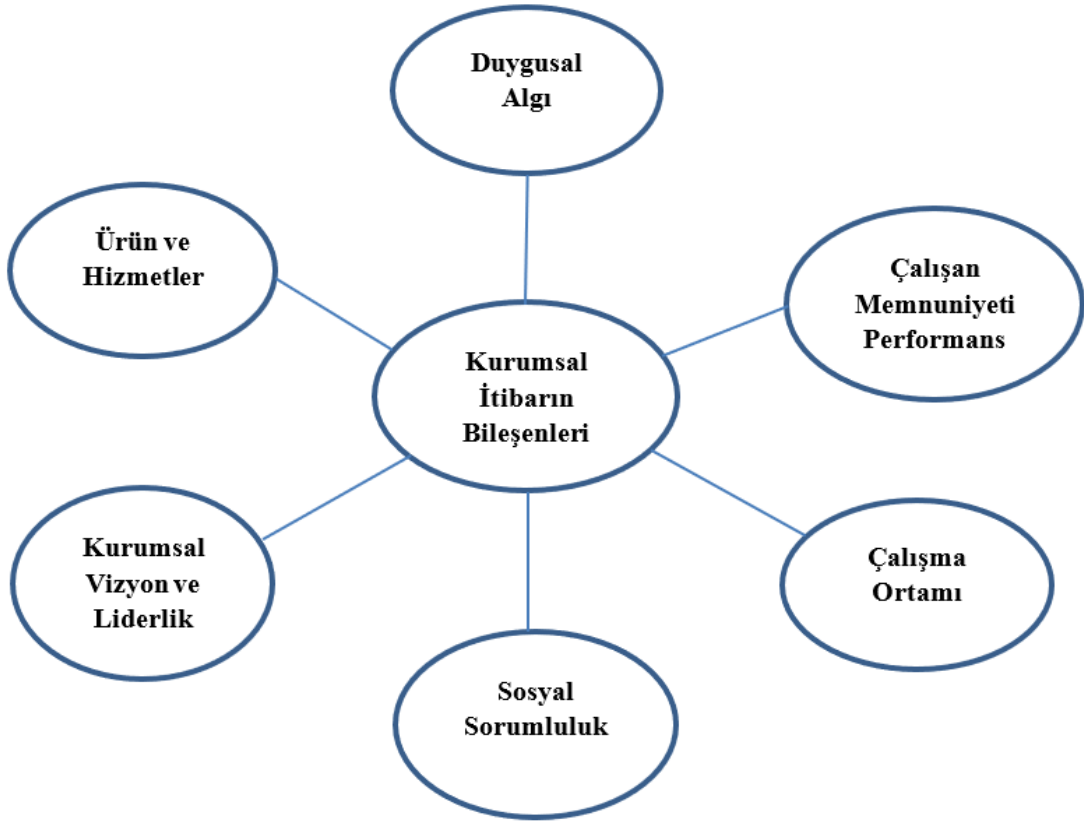 Duygusal
Algı
Ürün ve
Hizmetler
Çalışan
Memnuniyeti
Performans
Kurumsal
İtibarın
Bileşenleri
Kurumsal
Vizyon ve
Liderlik
Çalışma
Ortamı
Sosyal
Sorumluluk